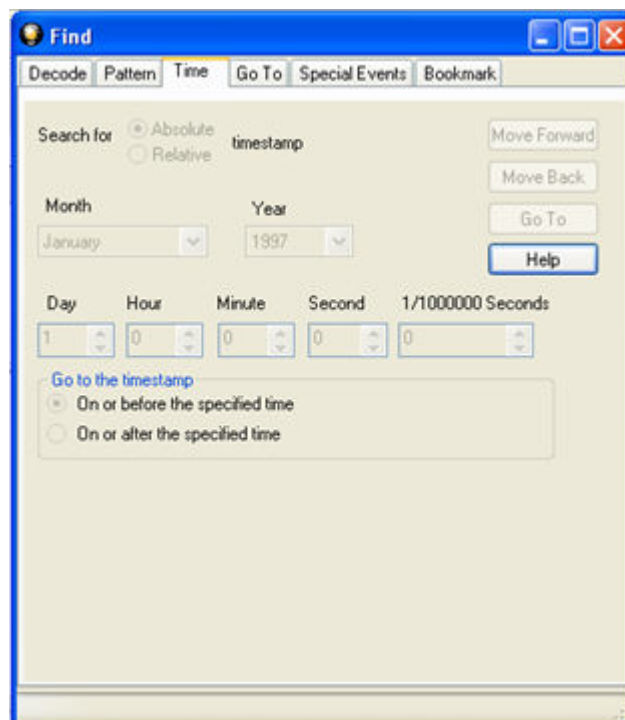 Find
Decode Pattern Time Go To Special Events Bookmark
Search for Absolute timestamp Move Forward
Relative
Move Back
Month Year Go To
January 1997
Help
Day Hour Minute Second 1/1000000 Seconds
1 0 0 0 0
Go to the timestamp
On or before the specified time
On or after the specified time